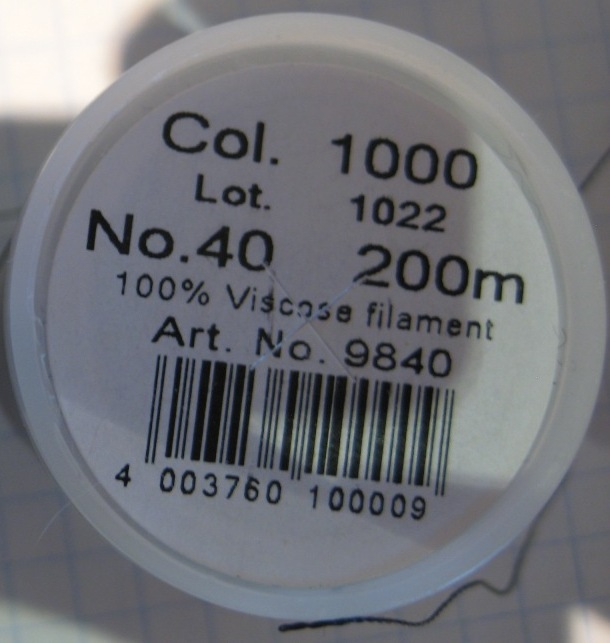 Col. 1000
Lot. 1022
No.40 200m
100% Viscose filament
Art. No. 9840
4 003760 100009